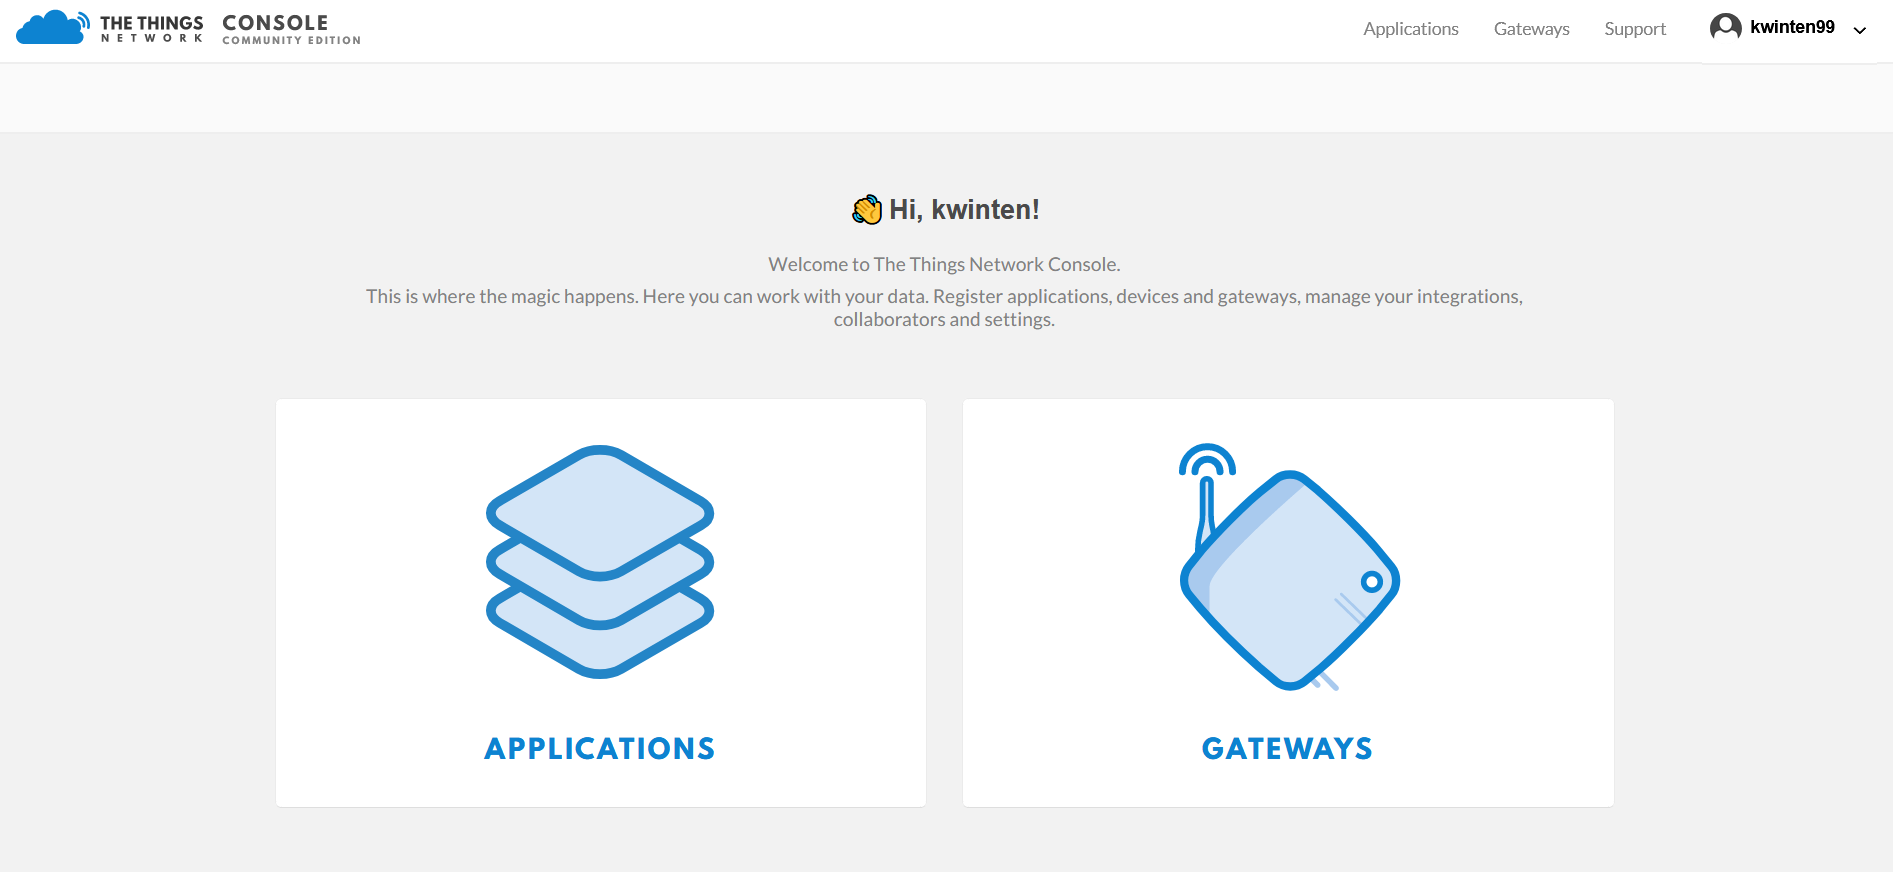 THE THINGS
NETWORK
CONSOLE
COMMUNITY EDITION
Applications
Gateways
Support
kwinten99
Hi, kwinten!
Welcome to The Things Network Console.
This is where the magic happens. Here you can work with your data. Register applications, devices and gateways, manage your integrations,
collaborators and settings.
APPLICATIONS
GATEWAYS